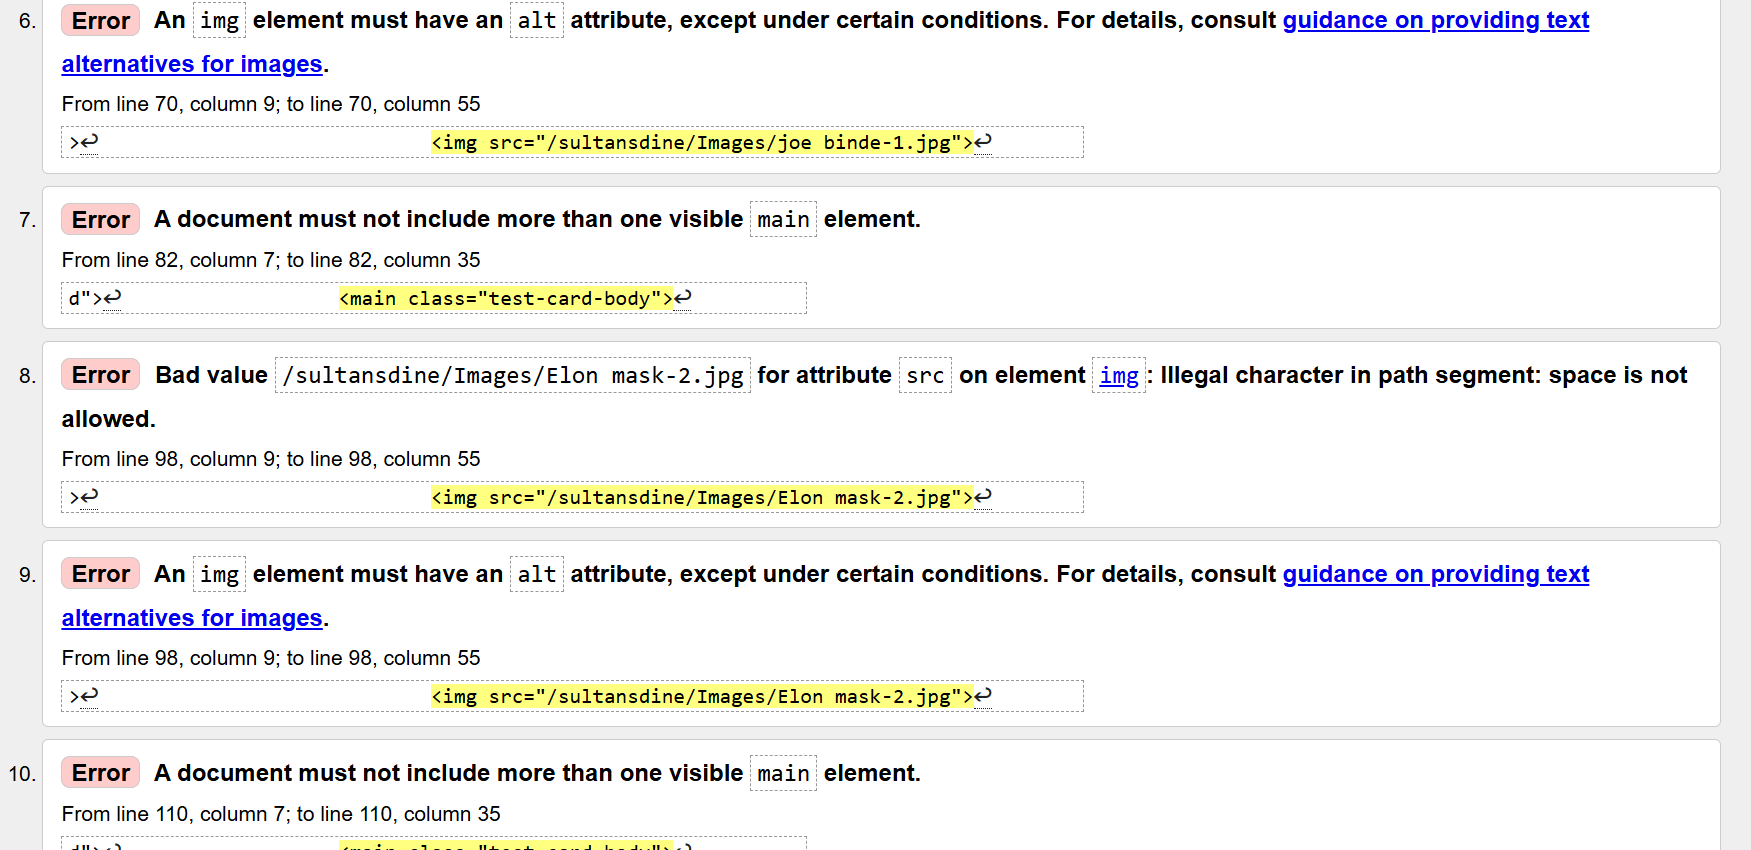 6. Error An img element must have an alt attribute, except under certain conditions. For details, consult guidance on providing text
alternatives for images.
From line 70, column 9; to line 70, column 55
>↩ <img src="/sultansdine/Images/joe binde-1.jpg">↩
7. Error A document must not include more than one visible main element.
From line 82, column 7; to line 82, column 35
d">↩ <main class="test-card-body">↩
8. Error Bad value /sultansdine/Images/Elon mask-2.jpg for attribute src on element img: Illegal character in path segment: space is not
allowed.
From line 98, column 9; to line 98, column 55
>↩ <img src="/sultansdine/Images/Elon mask-2.jpg">↩
9. Error An img element must have an alt attribute, except under certain conditions. For details, consult guidance on providing text
alternatives for images.
From line 98, column 9; to line 98, column 55
>↩ <img src="/sultansdine/Images/Elon mask-2.jpg">↩
10. Error A document must not include more than one visible main element.
From line 110, column 7; to line 110, column 35
d">↩ <main class="test-card-body">↩